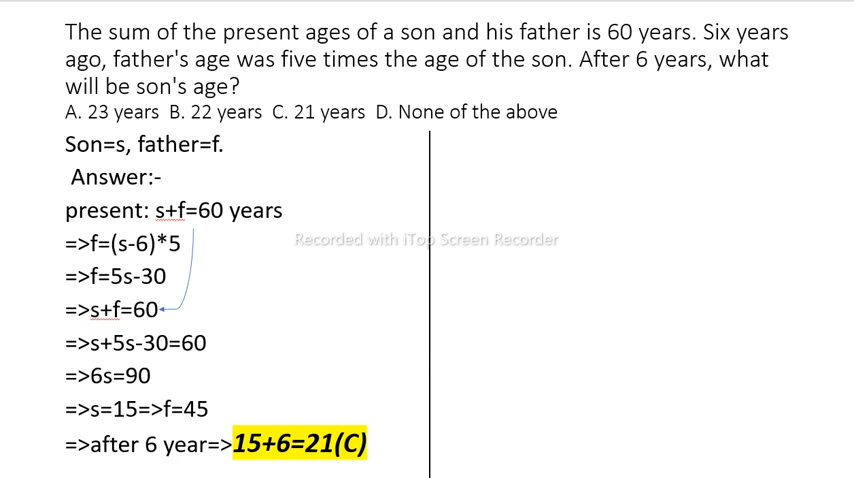 The sum of the present ages of a son and his father is 60 years. Six years
ago, father's age was five times the age of the son. After 6 years, what
will be son's age?
A. 23 years B. 22 years C. 21 years D. None of the above
Son=s, father=f.
Answer:-
present: s+f=60 years
=>f=(s-6)*5
Recorded with iTop Screen Recorder
=>f=5s-30
=>s+f=60
=>s+5s-30=60
=>6s=90
=>s=15=>f=45
=>after 6 year=>15+6=21(C)